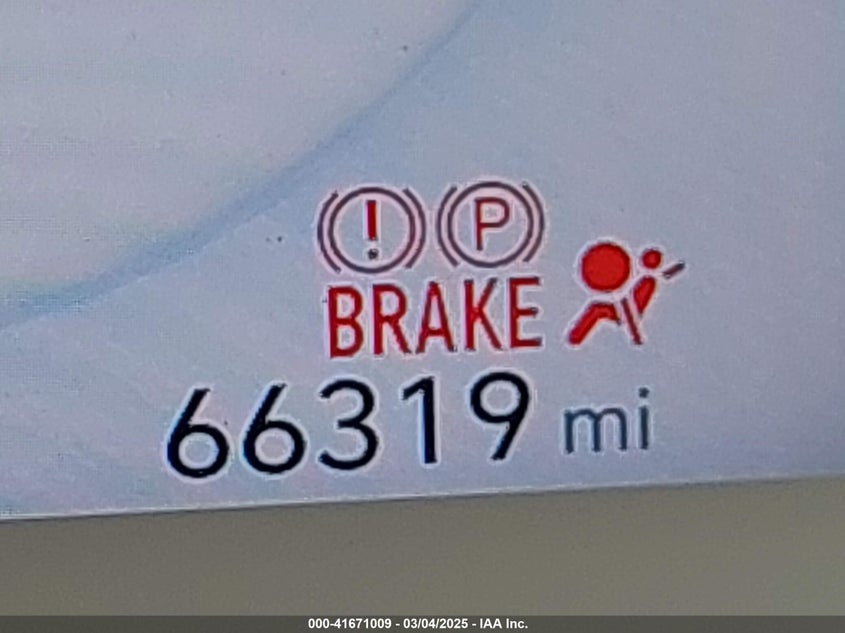 ! P
BRAKE
66319 mi
000-41671009 - 03/04/2025 - IAA Inc.